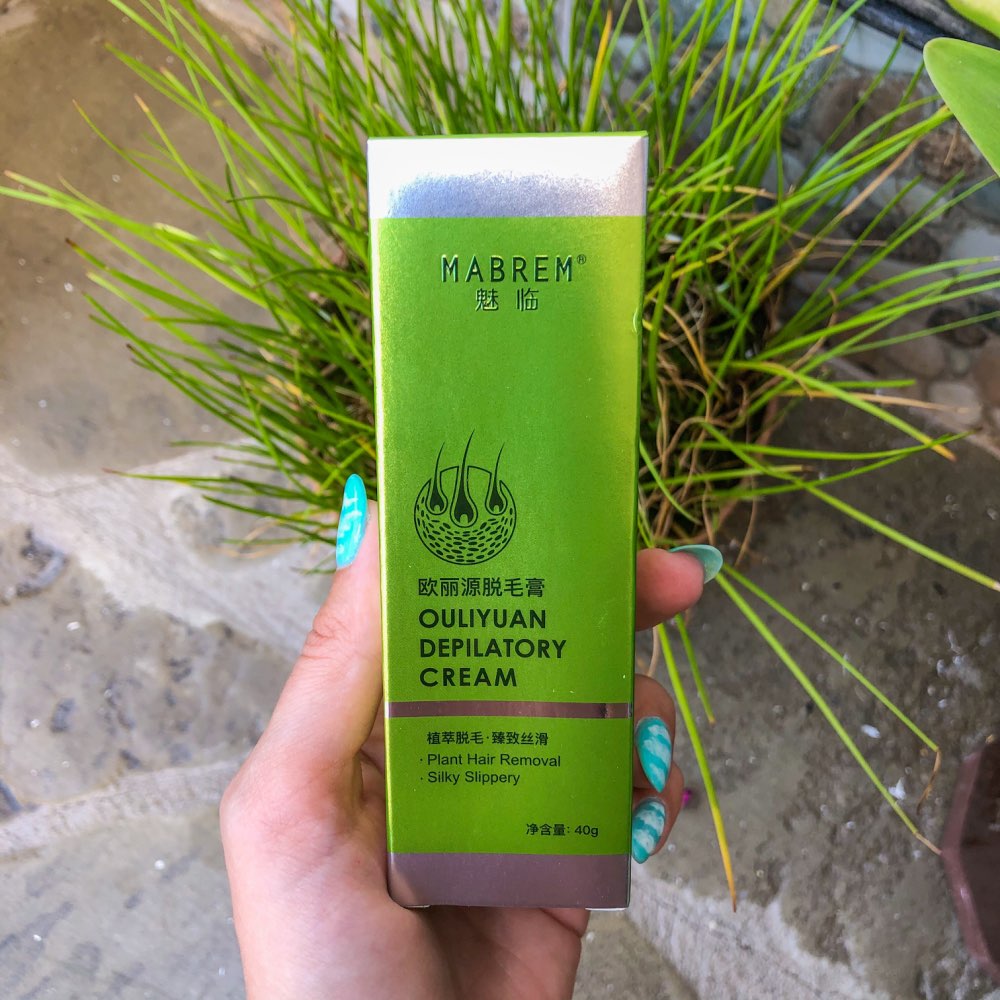 MABREM®
魅临
欧丽源脱毛膏
OULIYUAN
DEPILATORY
CREAM
植萃脱毛·臻致丝滑
· Plant Hair Removal
· Silky Slippery
净含量: 40g